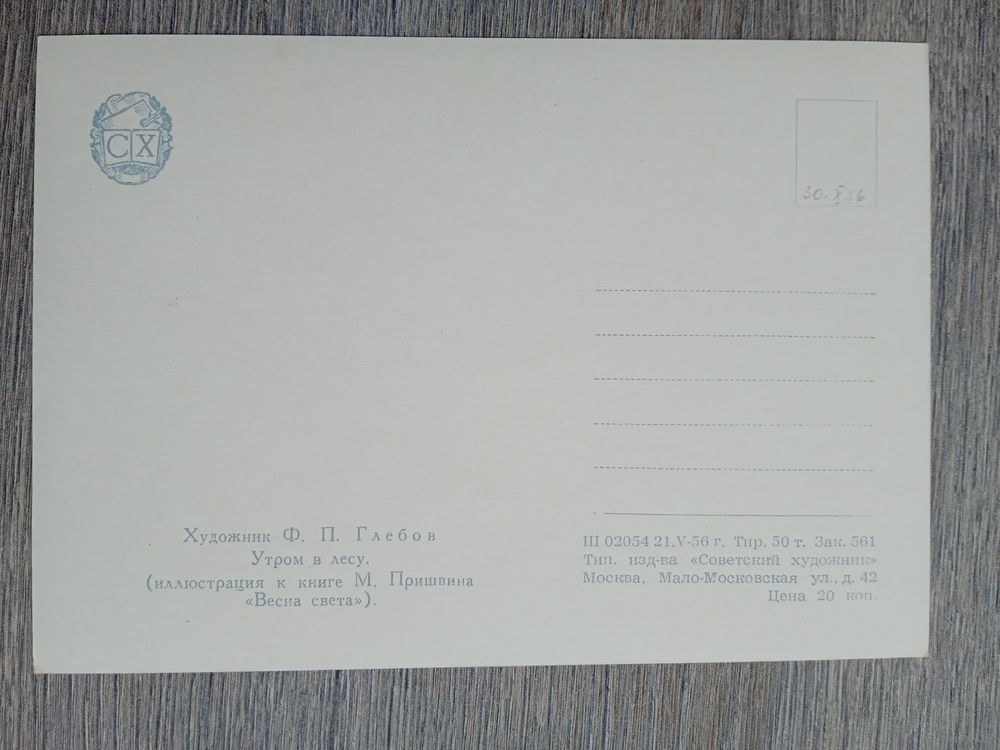 СХ
30.X 56
Художник Ф. П. Глебов
Утром в лесу.
(иллюстрация к книге М. Пришвина
«Весна света»).
Ш 02054 21.V-56 г. Тир. 50 т. Зак. 561
Тип. изд-ва «Советский художник»
Москва, Мало-Московская ул., д. 42
Цена 20 коп.